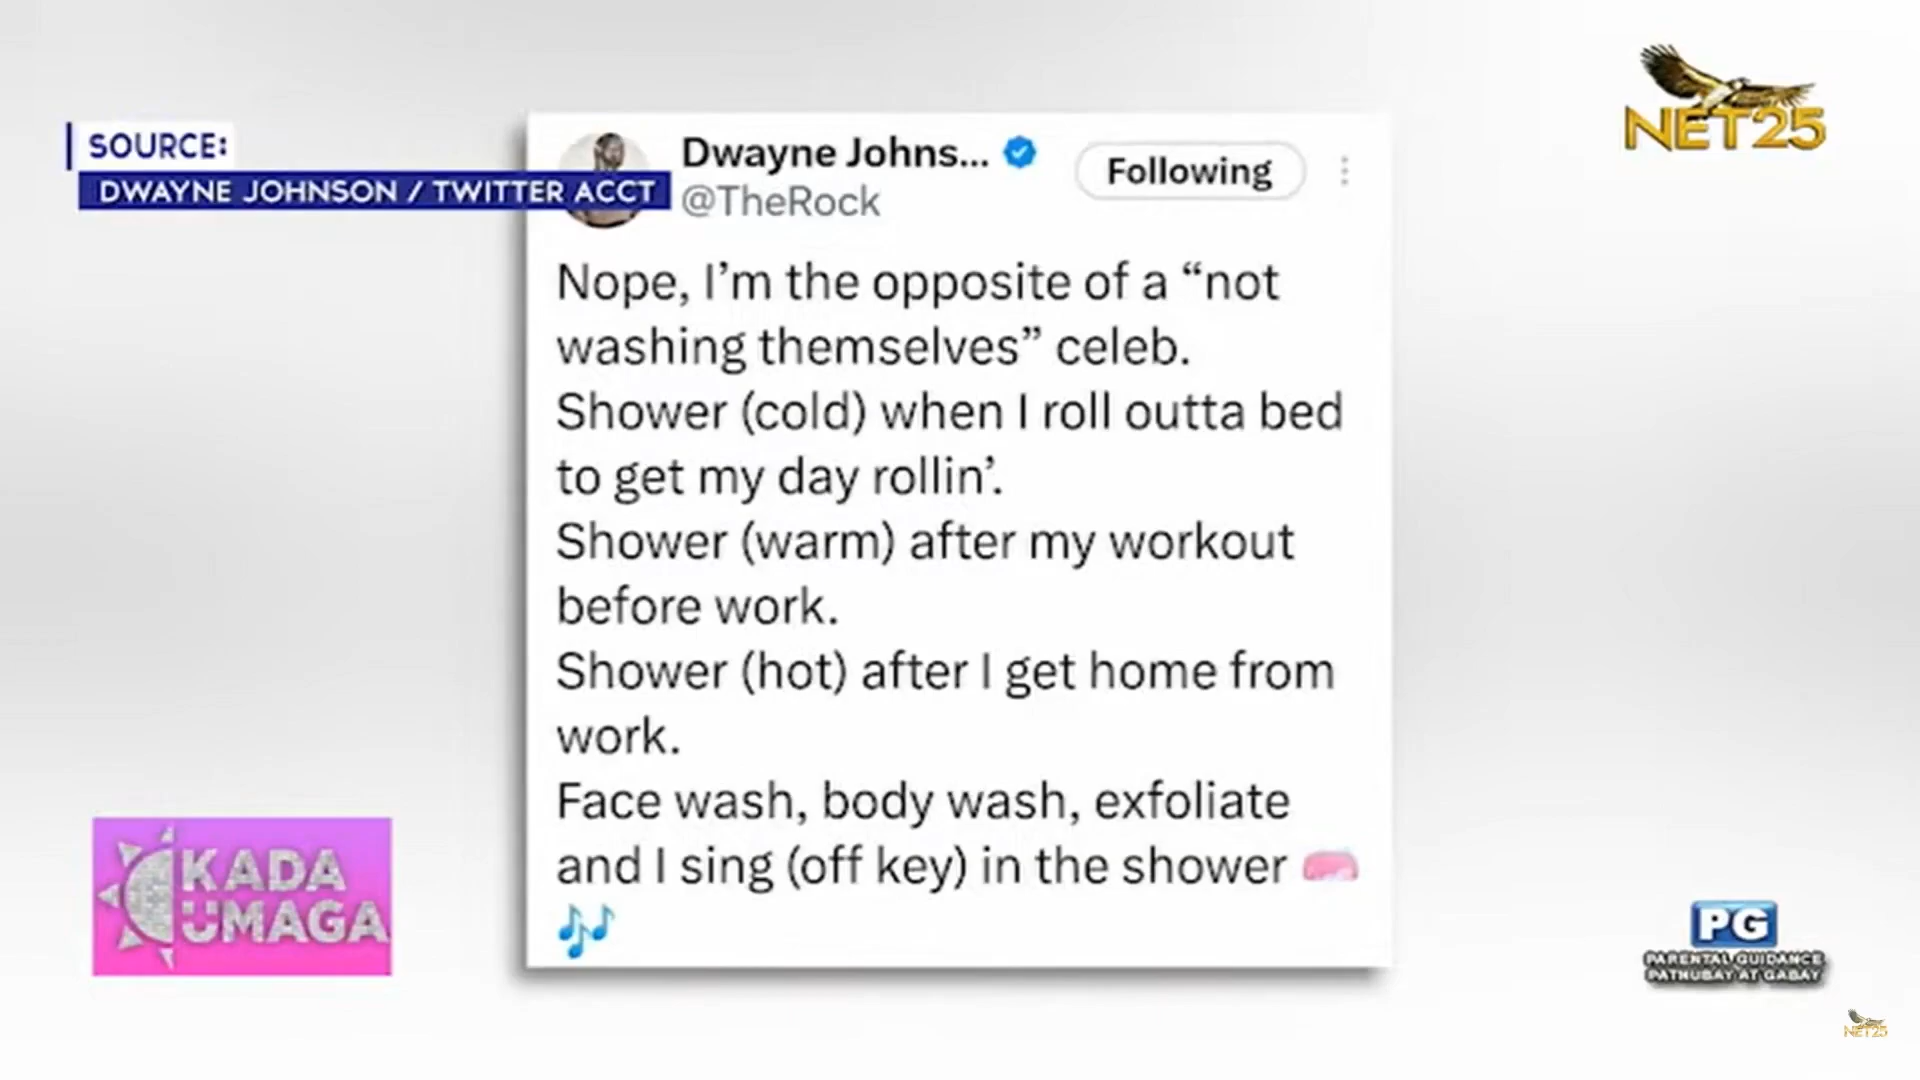 SOURCE:
DWAYNE JOHNSON / TWITTER ACCT
NET25
Dwayne Johns...
@TheRock
Following
Nope, I’m the opposite of a “not
washing themselves” celeb.
Shower (cold) when I roll outta bed
to get my day rollin’.
Shower (warm) after my workout
before work.
Shower (hot) after I get home from
work.
Face wash, body wash, exfoliate
and I sing (off key) in the shower 🧼
🎶
KADA
UMAGA
PG
PARENTAL GUIDANCE
PATNUBAY AT GABAY
NET25